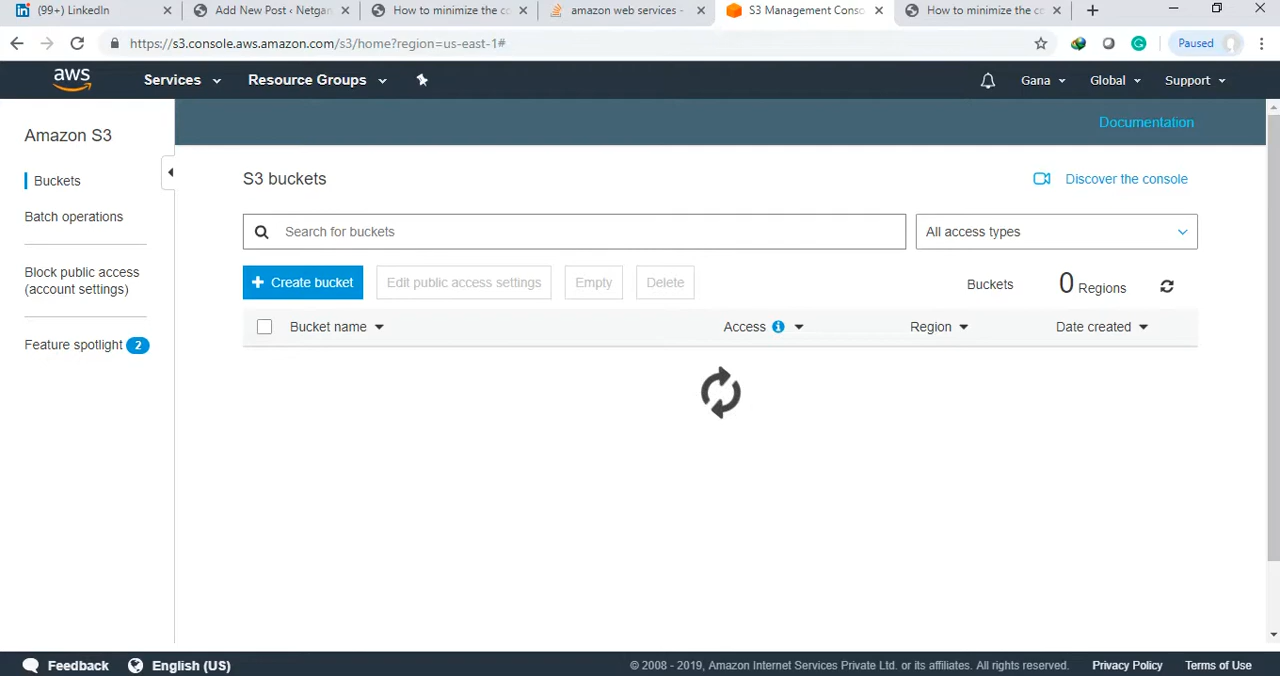 (99+) LinkedIn
Add New Post ‹ Netgan
How to minimize the co
amazon web services -
S3 Management Conso
How to minimize the co
https://s3.console.aws.amazon.com/s3/home?region=us-east-1#
Paused
aws
Services
Resource Groups
Gana
Global
Support
Amazon S3
Documentation
Buckets
Batch operations
Block public access
(account settings)
Feature spotlight 2
S3 buckets
Discover the console
Search for buckets
All access types
+ Create bucket
Edit public access settings
Empty
Delete
Buckets
0 Regions
Bucket name
Access
Region
Date created
Feedback
English (US)
© 2008 - 2019, Amazon Internet Services Private Ltd. or its affiliates. All rights reserved.
Privacy Policy
Terms of Use